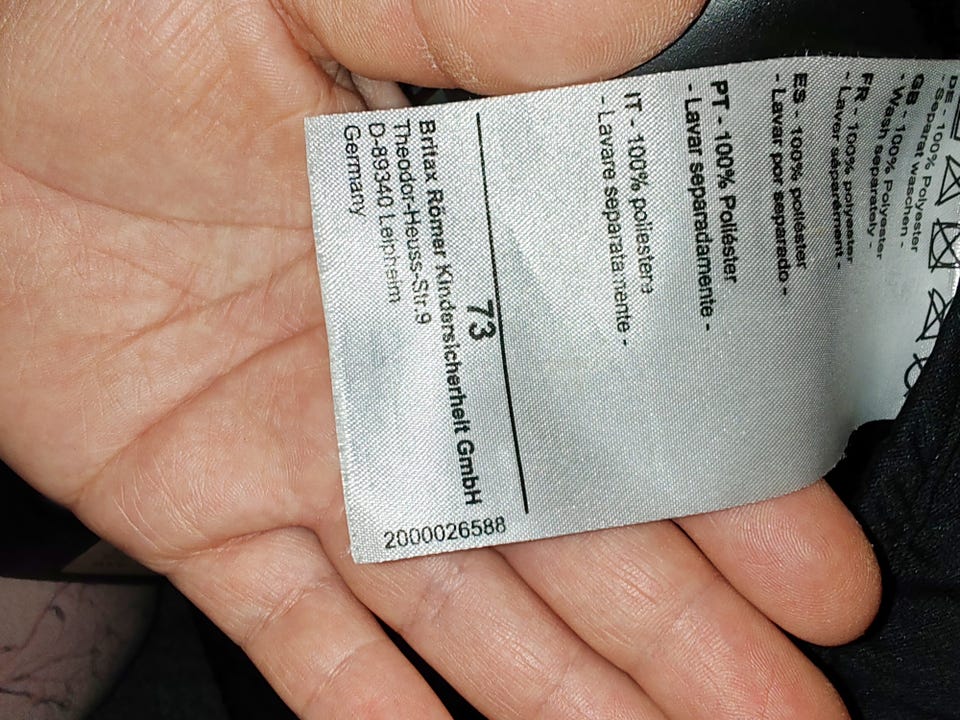 DE - 100% Polyester
- Separat waschen -
GB - 100% Polyester
- Wash separately -
FR - 100% polyester
- Laver séparément -
ES - 100% poliéster
- Lavar por separado -
PT - 100% Poliéster
- Lavar separadamente -
IT - 100% poliestere
- Lavare separatamente -
73
Britax Römer Kindersicherheit GmbH
Theodor-Heuss-Str.9
D-89340 Leipheim
Germany
2000026588